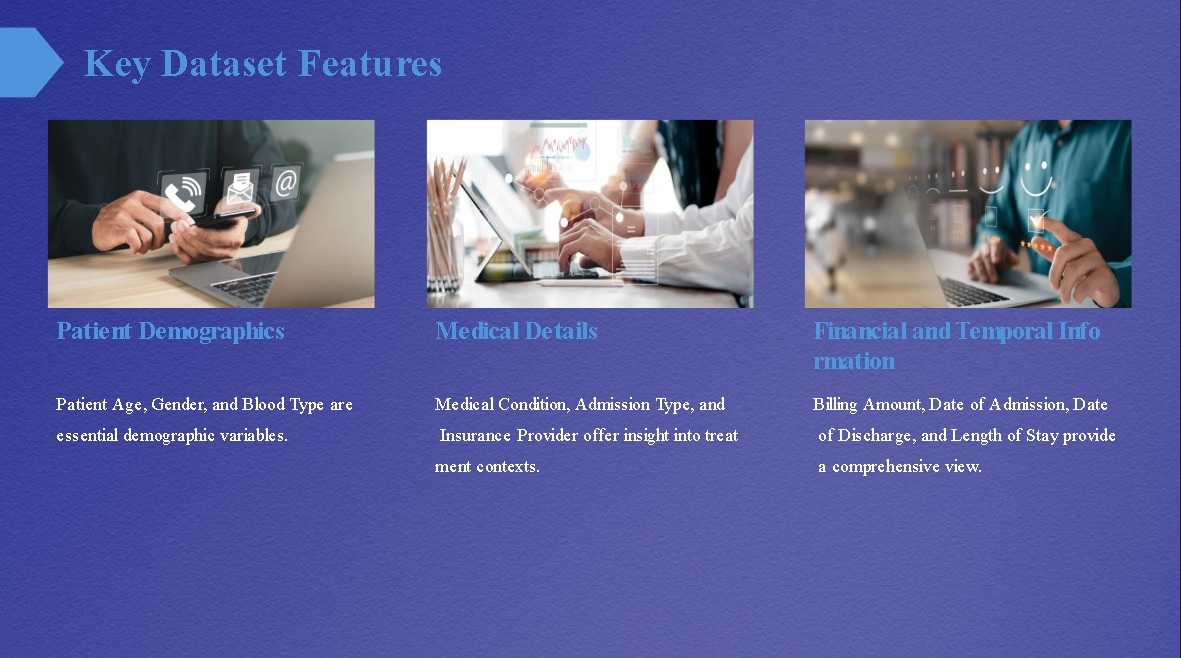 Key Dataset Features
Patient Demographics
Patient Age, Gender, and Blood Type are
essential demographic variables.
Medical Details
Medical Condition, Admission Type, and
Insurance Provider offer insight into treat
ment contexts.
Financial and Temporal Info
rmation
Billing Amount, Date of Admission, Date
of Discharge, and Length of Stay provide
a comprehensive view.